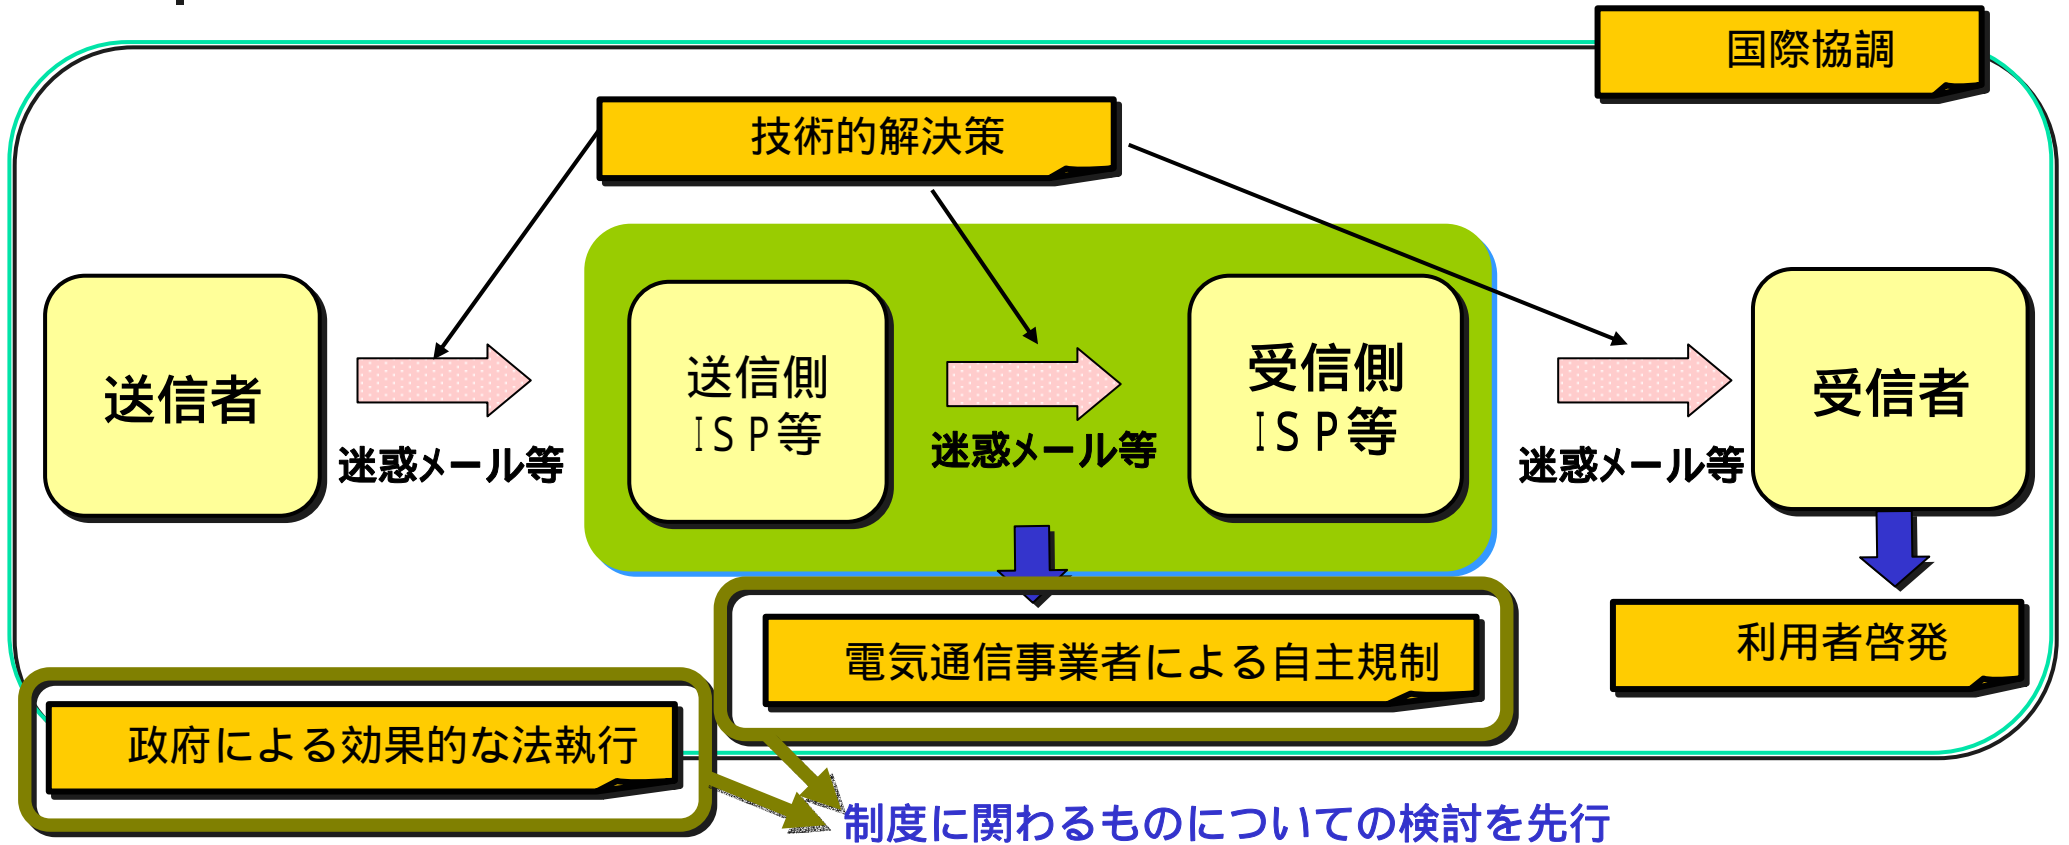 国際協調
技術的解決策
送信者
迷惑メール等
送信側
ISP等
迷惑メール等
受信側
ISP等
迷惑メール等
受信者
電気通信事業者による自主規制
利用者啓発
政府による効果的な法執行
制度に関わるものについての検討を先行